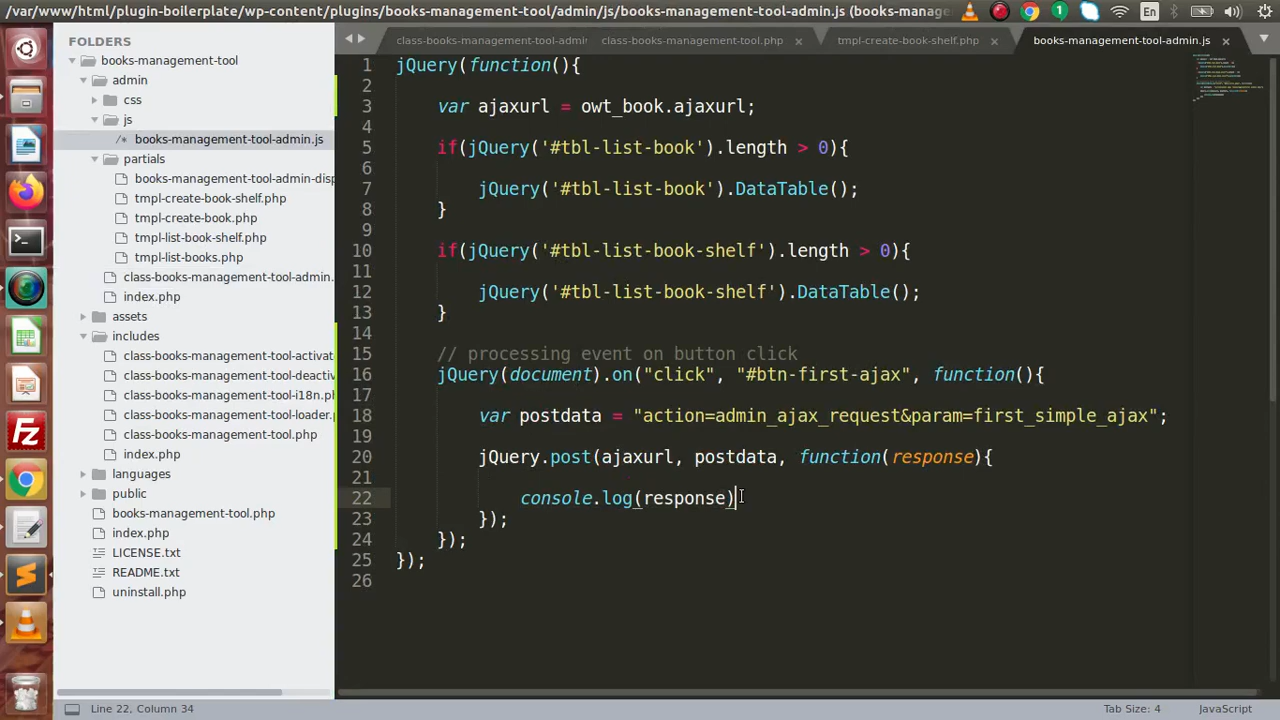 /var/www/html/plugin-boilerplate/wp-content/plugins/books-management-tool/admin/js/books-management-tool-admin.js (books-manage
En
FOLDERS
books-management-tool
admin
css
js
/* books-management-tool-admin.js
partials
books-management-tool-admin-disp
tmpl-create-book-shelf.php
tmpl-create-book.php
tmpl-list-book-shelf.php
tmpl-list-books.php
class-books-management-tool-admin.
index.php
assets
includes
class-books-management-tool-activat
class-books-management-tool-deactiv
class-books-management-tool-i18n.ph
class-books-management-tool-loader.
class-books-management-tool.php
index.php
languages
public
books-management-tool.php
index.php
LICENSE.txt
README.txt
uninstall.php
class-books-management-tool-admin class-books-management-tool.php × tmpl-create-book-shelf.php × books-management-tool-admin.js ×
1 jQuery(function(){
2
3 var ajaxurl = owt_book.ajaxurl;
4
5 if(jQuery('#tbl-list-book').length > 0){
6
7 jQuery('#tbl-list-book').DataTable();
8 }
9
10 if(jQuery('#tbl-list-book-shelf').length > 0){
11
12 jQuery('#tbl-list-book-shelf').DataTable();
13 }
14
15 // processing event on button click
16 jQuery(document).on("click", "#btn-first-ajax", function(){
17
18 var postdata = "action=admin_ajax_request&param=first_simple_ajax";
19
20 jQuery.post(ajaxurl, postdata, function(response){
21
22 console.log(response)
23 });
24 });
25 });
26
Line 22, Column 34
Tab Size: 4
JavaScript